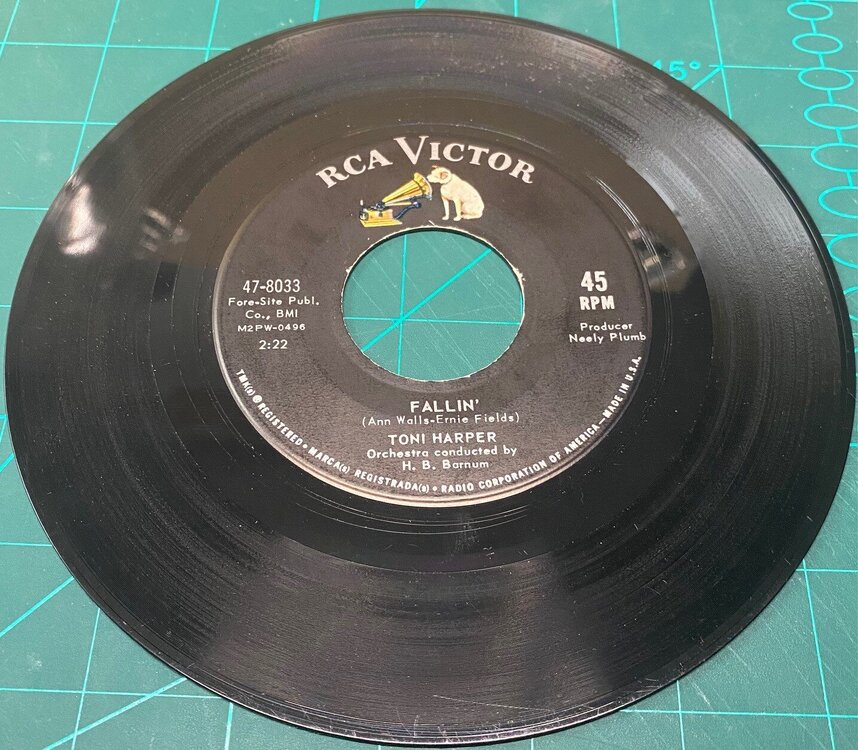 45°
RCA VICTOR
47-8033
Fore-Site Publ.
Co., BMI
M2PW-0496
2:22
45
RPM
Producer
Neely Plumb
FALLIN'
(Ann Walls-Ernie Fields)
TONI HARPER
Orchestra conducted by
H. B. Barnum
TMK(s) ® REGISTERED • MARCA(s) REGISTRADA(s) • RADIO CORPORATION OF AMERICA—MADE IN U.S.A.